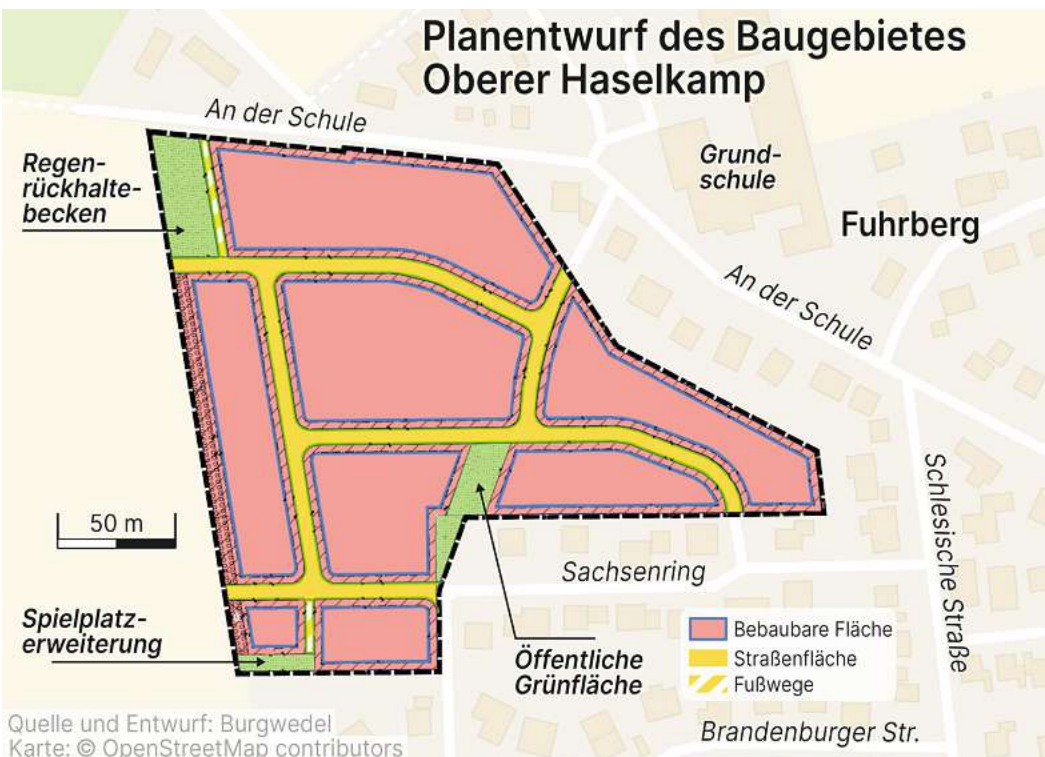 Planentwurf des Baugebietes
Oberer Haselkamp
An der Schule
Regen-
rückhalte-
becken
Grund-
schule
Fuhrberg
An der Schule
Schlesische Straße
50 m
Sachsenring
Spielplatz-
erweiterung
Öffentliche
Grünfläche
Bebaubare Fläche
Straßenfläche
Fußwege
Brandenburger Str.
Quelle und Entwurf: Burgwedel
Karte: © OpenStreetMap contributors